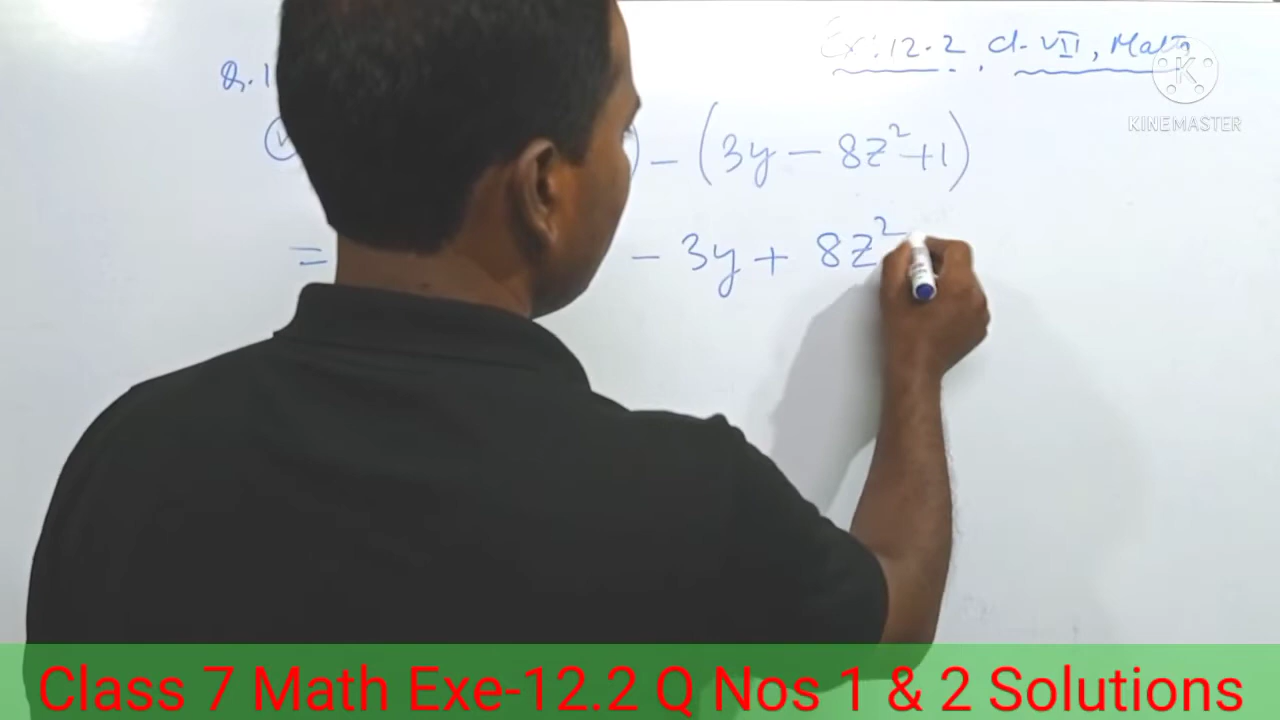 Ex: 12.2 cl. VII, Math
Q. 1
KINEMASTER
) - (3y - 8z² + 1)
= - 3y + 8z²
Class 7 Math Exe-12.2 Q Nos 1 & 2 Solutions